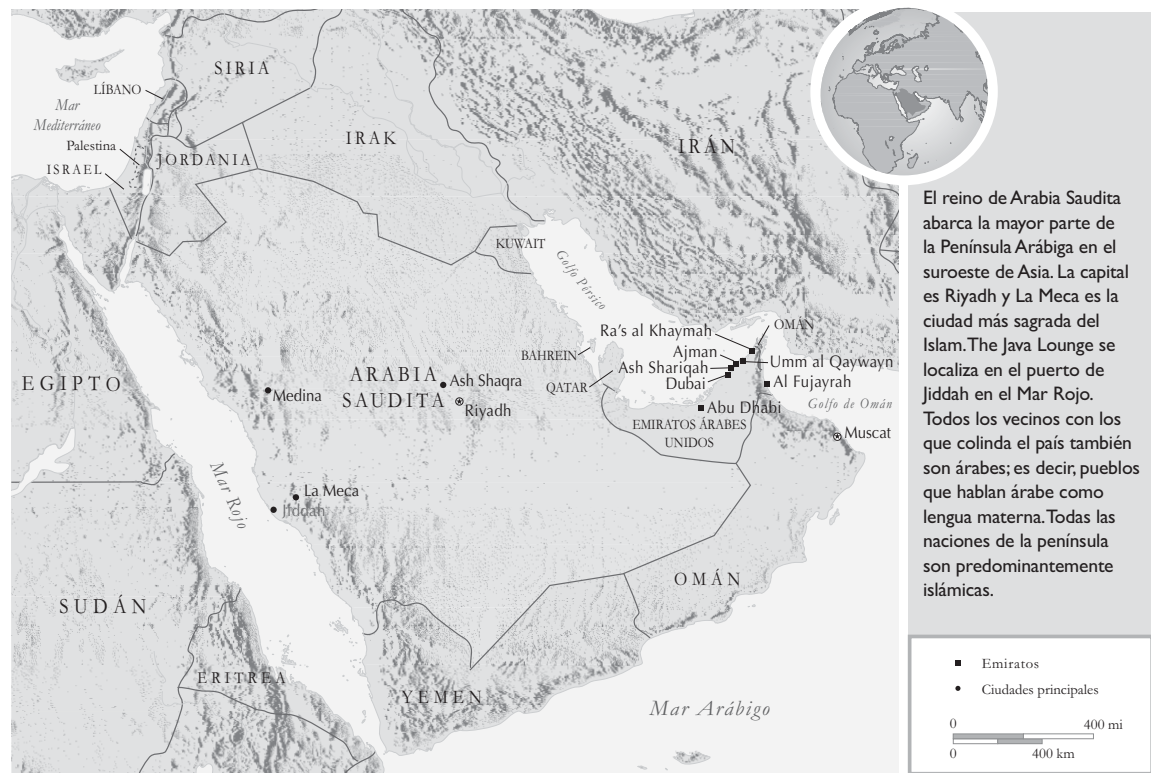 SIRIA
LÍBANO
Mar
Mediterráneo
Palestina
ISRAEL
JORDANIA
IRAK
IRÁN
KUWAIT
Golfo Pérsico
Ra's al Khaymah
OMÁN
Ajman
Umm al Qaywayn
BAHREIN
Ash Shariqah
QATAR
Dubai
Al Fujayrah
Golfo de Omán
Abu Dhabi
EMIRATOS ÁRABES
UNIDOS
Muscat
EGIPTO
ARABIA
SAUDITA
Ash Shaqra
Riyadh
Medina
Mar Rojo
La Meca
Jiddah
SUDÁN
OMÁN
ERITREA
YEMEN
Mar Arábigo
El reino de Arabia Saudita
abarca la mayor parte de
la Península Arábiga en el
suroeste de Asia. La capital
es Riyadh y La Meca es la
ciudad más sagrada del
Islam. The Java Lounge se
localiza en el puerto de
Jiddah en el Mar Rojo.
Todos los vecinos con los
que colinda el país también
son árabes; es decir, pueblos
que hablan árabe como
lengua materna. Todas las
naciones de la península
son predominantemente
islámicas.
Emiratos
Ciudades principales
0 400 mi
0 400 km